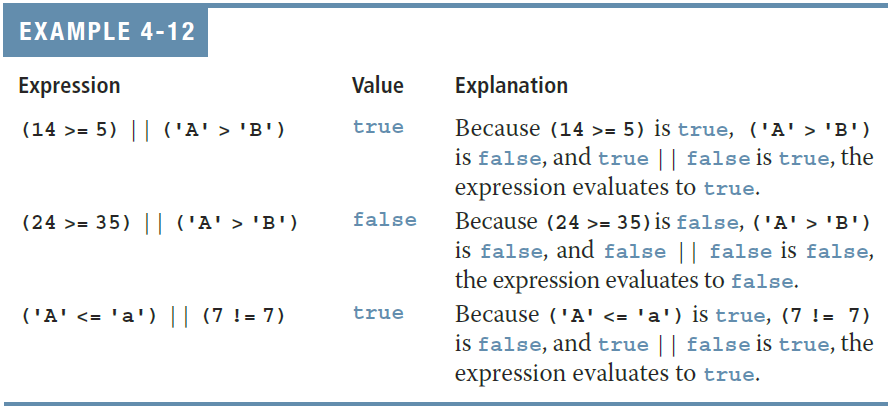 EXAMPLE 4-12
Expression Value Explanation
(14 >= 5) || ('A' > 'B') true Because (14 >= 5) is true, ('A' > 'B')
is false, and true || false is true, the
expression evaluates to true.
(24 >= 35) || ('A' > 'B') false Because (24 >= 35)is false, ('A' > 'B')
is false, and false || false is false,
the expression evaluates to false.
('A' <= 'a') || (7 != 7) true Because ('A' <= 'a') is true, (7 != 7)
is false, and true || false is true, the
expression evaluates to true.